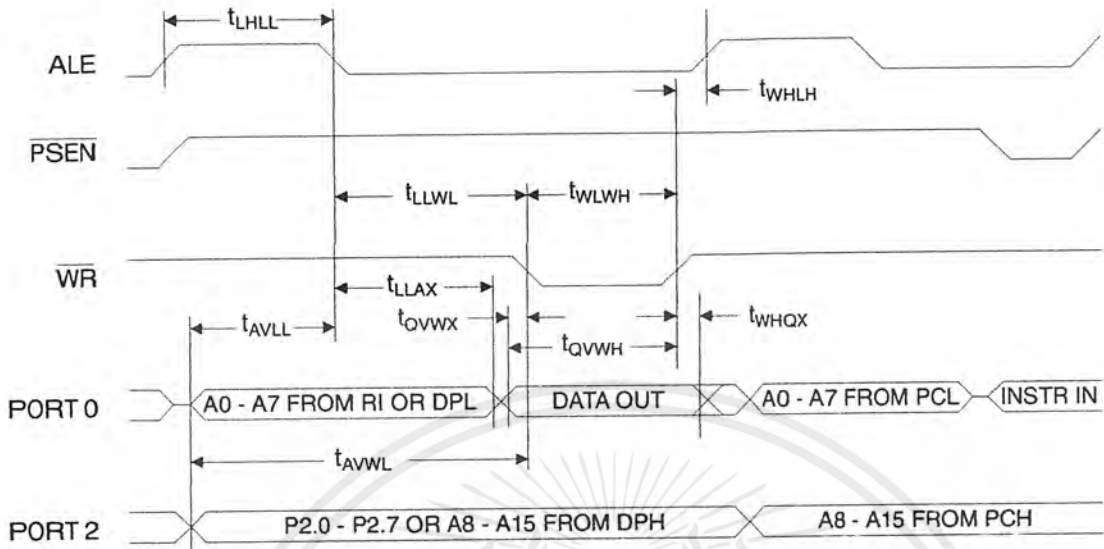 tLHLL
ALE
tWHLH
PSEN
tLLWL
tWLWH
WR
tLLAX
tAVLL
tQVWX
tWHQX
tQVWH
PORT 0
A0 - A7 FROM RI OR DPL
DATA OUT
A0 - A7 FROM PCL
INSTR IN
tAVWL
PORT 2
P2.0 - P2.7 OR A8 - A15 FROM DPH
A8 - A15 FROM PCH